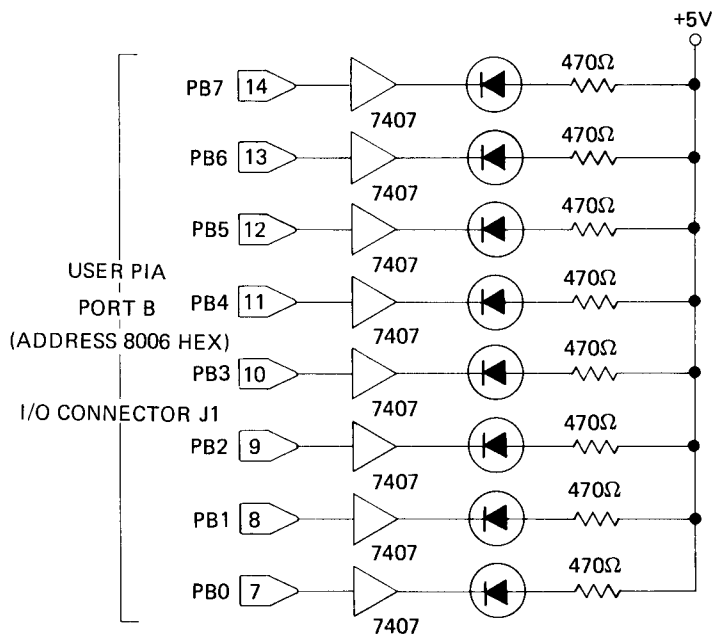 +5V
470Ω
PB7 14
7407
470Ω
PB6 13
7407
470Ω
PB5 12
7407
USER PIA
PORT B
(ADDRESS 8006 HEX)
I/O CONNECTOR J1
470Ω
PB4 11
7407
470Ω
PB3 10
7407
470Ω
PB2 9
7407
470Ω
PB1 8
7407
470Ω
PB0 7
7407